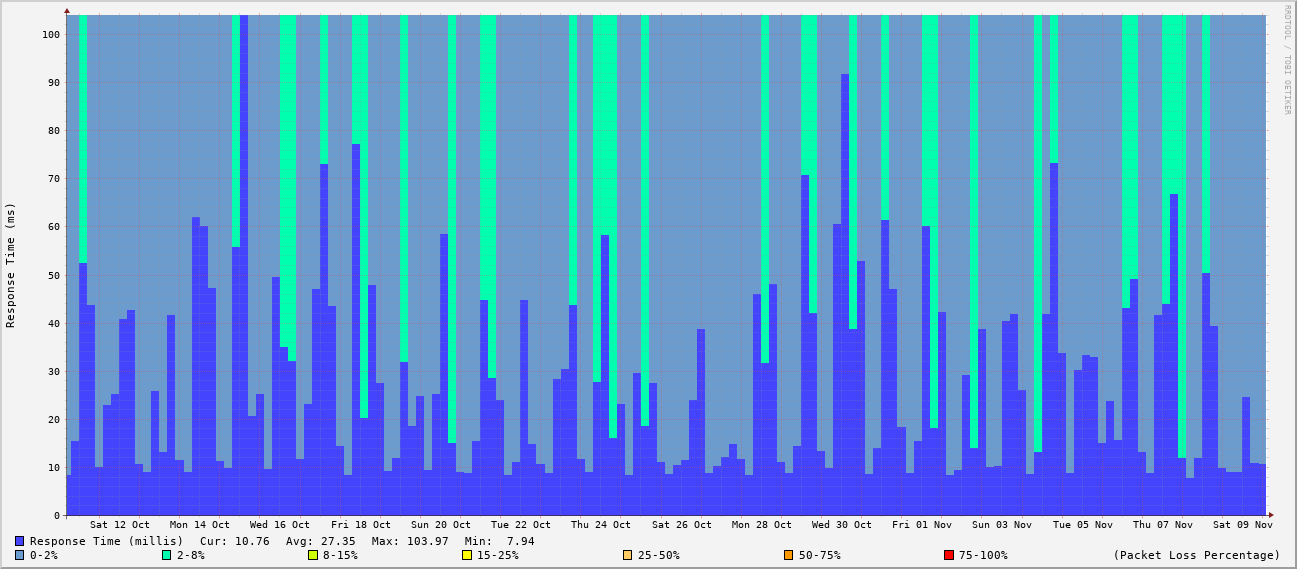 RRDTOOL / TOBI OETIKER
Response Time (ms)
100
90
80
70
60
50
40
30
20
10
0
Sat 12 Oct Mon 14 Oct Wed 16 Oct Fri 18 Oct Sun 20 Oct Tue 22 Oct Thu 24 Oct Sat 26 Oct Mon 28 Oct Wed 30 Oct Fri 01 Nov Sun 03 Nov Tue 05 Nov Thu 07 Nov Sat 09 Nov
Response Time (millis) Cur: 10.76 Avg: 27.35 Max: 103.97 Min: 7.94
0-2% 2-8% 8-15% 15-25% 25-50% 50-75% 75-100% (Packet Loss Percentage)